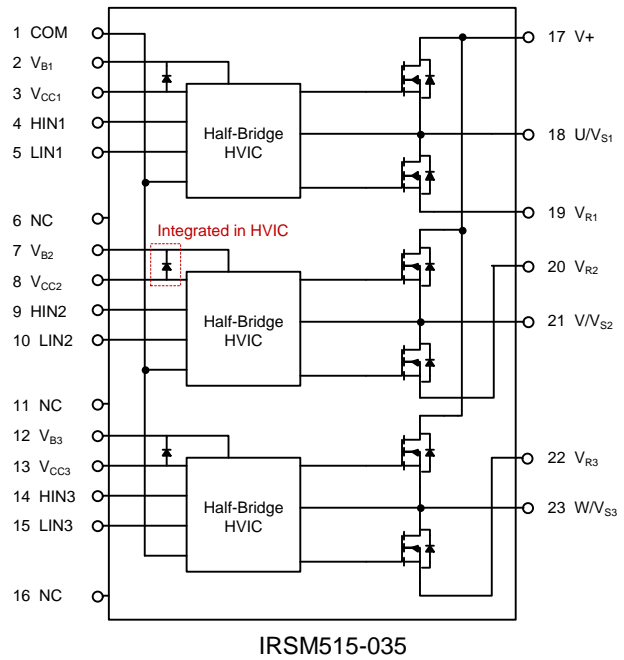 1 COM
2 VB1
3 VCC1
4 HIN1
5 LIN1
6 NC
7 VB2
8 VCC2
9 HIN2
10 LIN2
11 NC
12 VB3
13 VCC3
14 HIN3
15 LIN3
16 NC
Half-Bridge
HVIC
Integrated in HVIC
Half-Bridge
HVIC
Half-Bridge
HVIC
17 V+
18 U/VS1
19 VR1
20 VR2
21 V/VS2
22 VR3
23 W/VS3
IRSM515-035